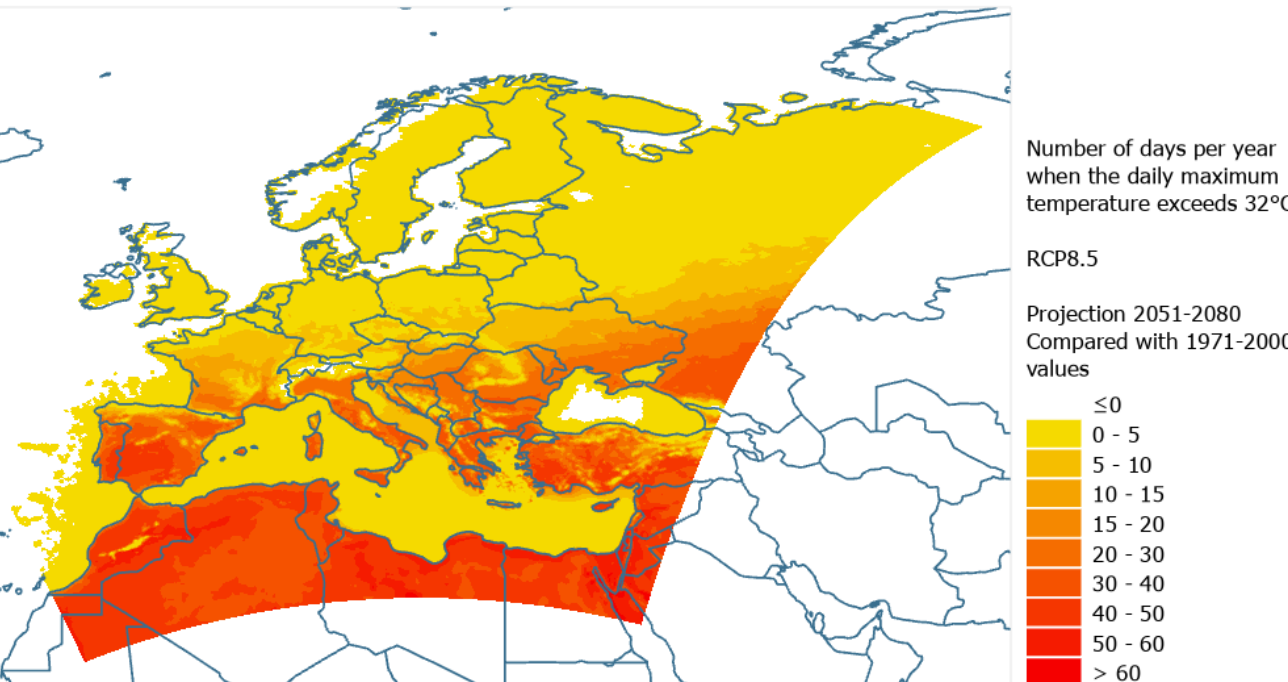 Number of days per year
when the daily maximum
temperature exceeds 32°C
RCP8.5
Projection 2051-2080
Compared with 1971-2000
values
≤0
0 - 5
5 - 10
10 - 15
15 - 20
20 - 30
30 - 40
40 - 50
50 - 60
> 60